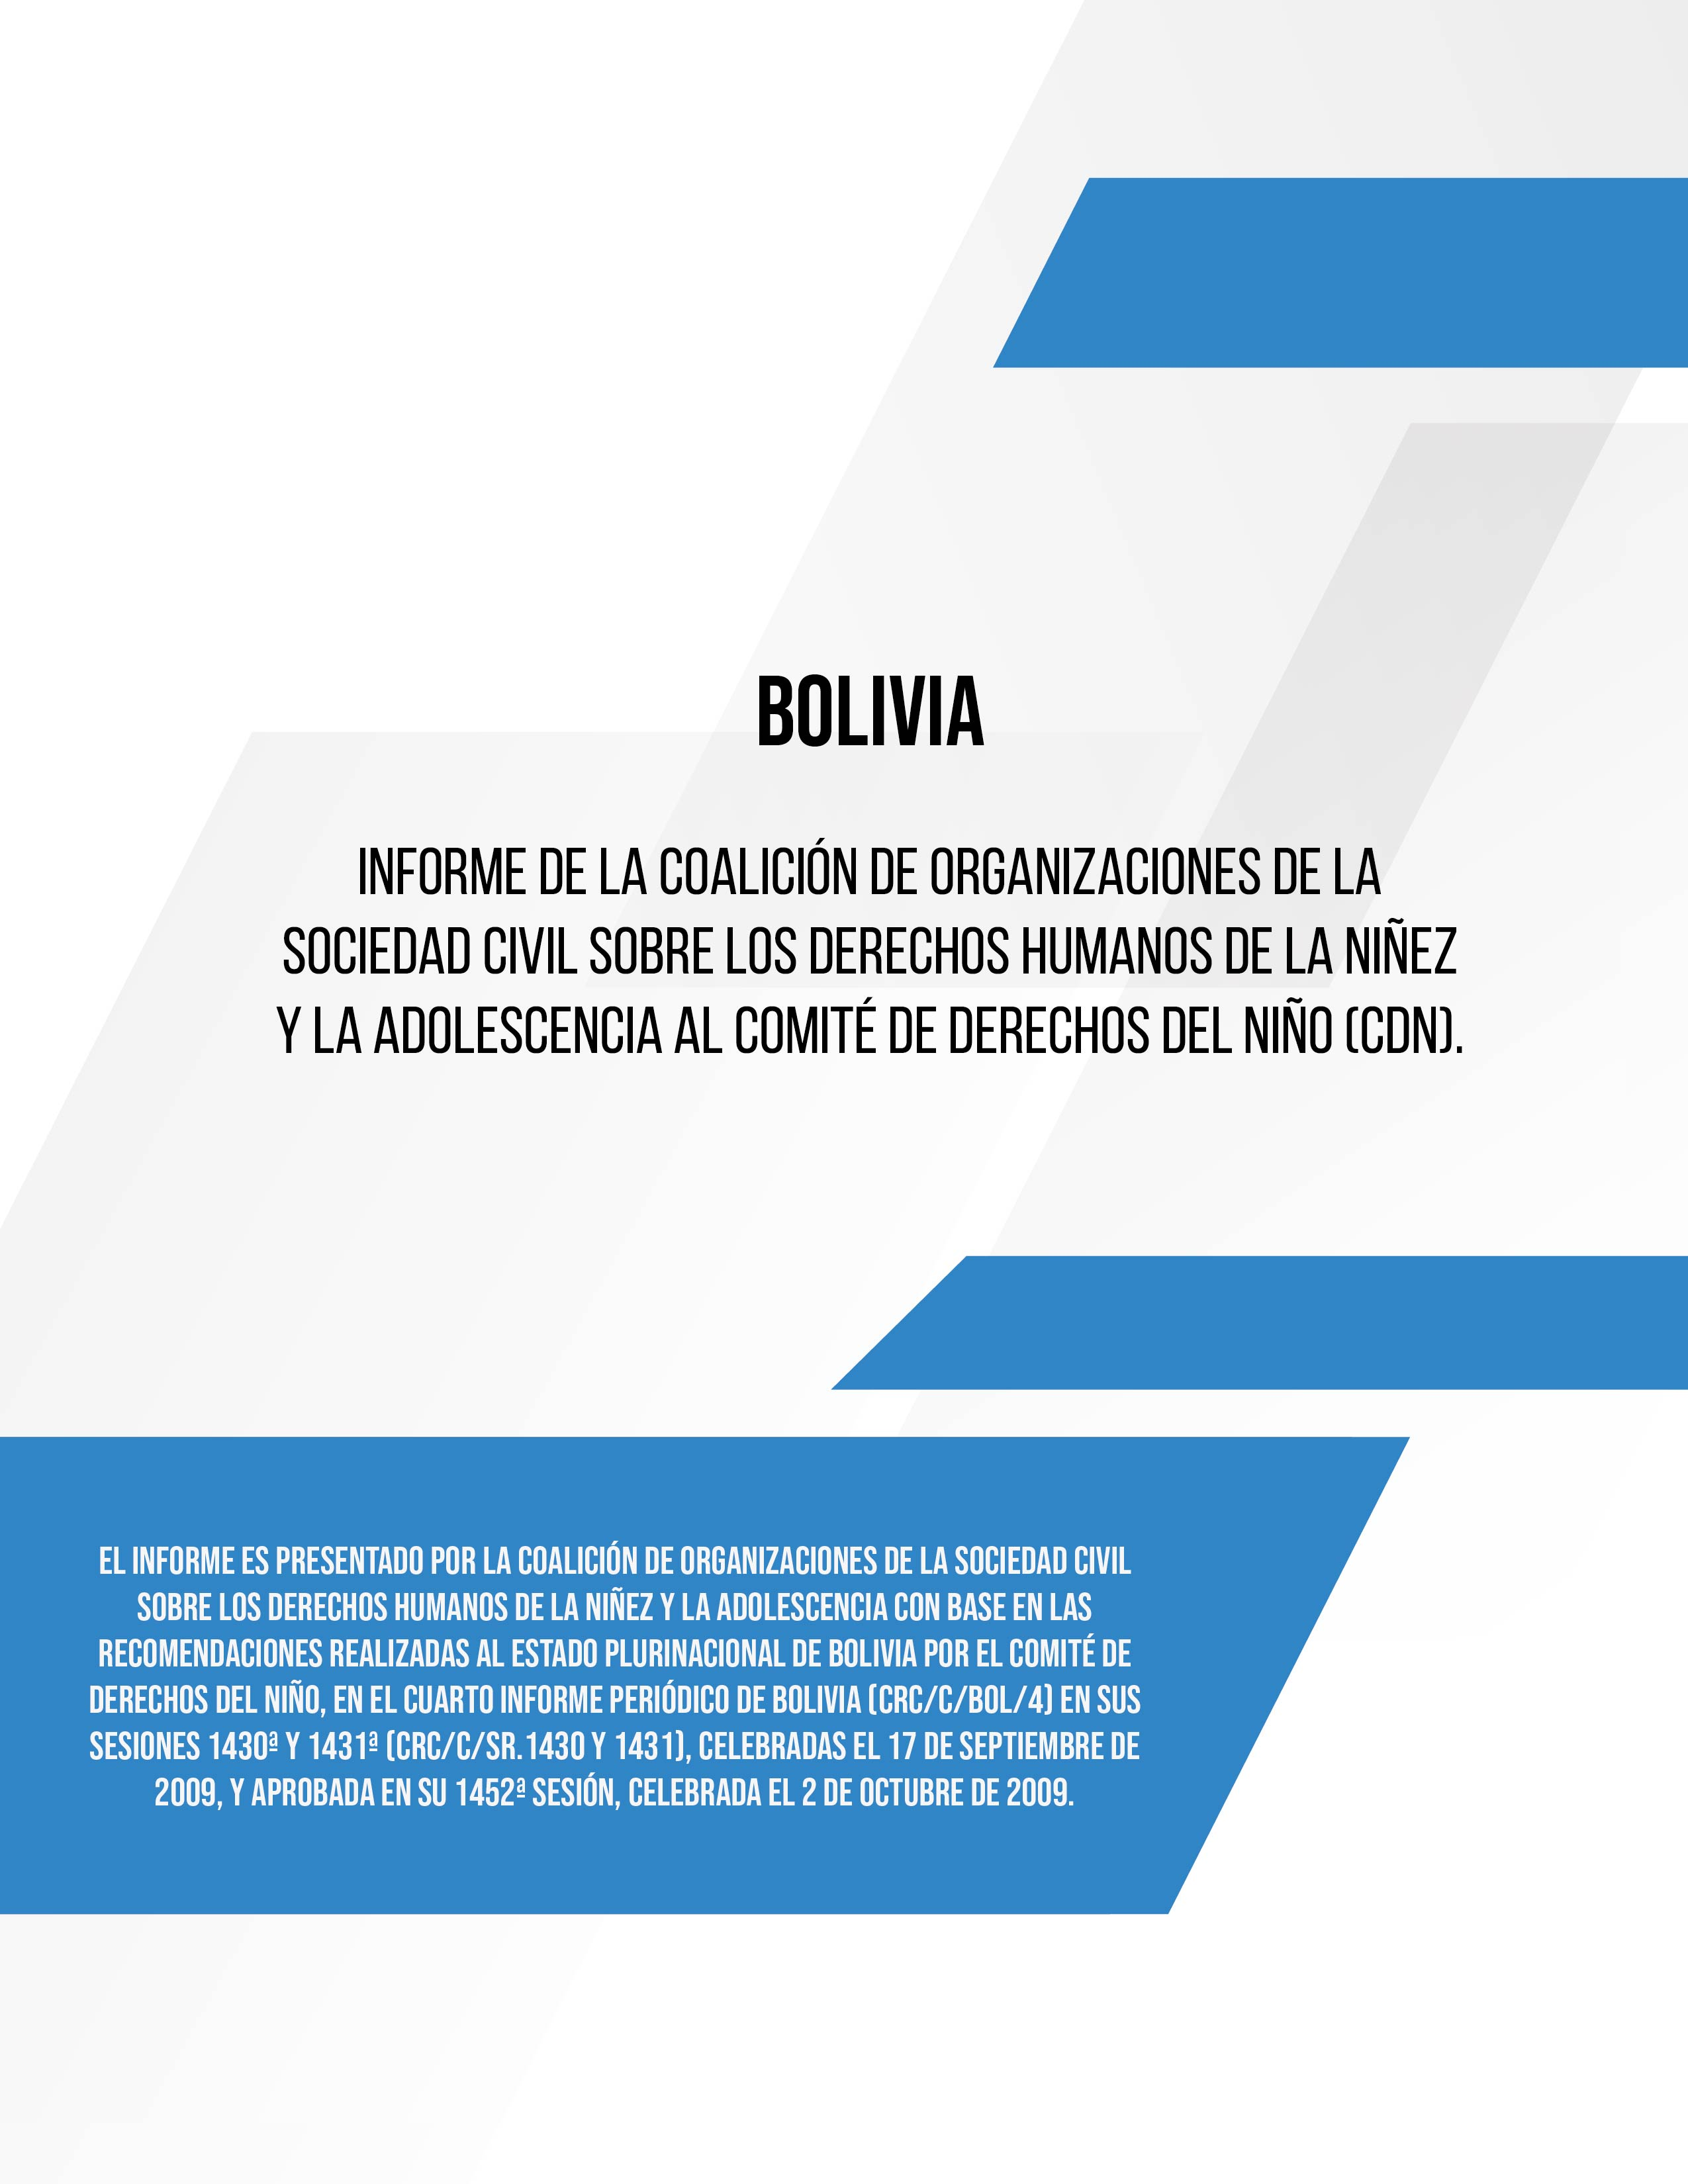 BOLIVIA
INFORME DE LA COALICIÓN DE ORGANIZACIONES DE LA
SOCIEDAD CIVIL SOBRE LOS DERECHOS HUMANOS DE LA NIÑEZ
Y LA ADOLESCENCIA AL COMITÉ DE DERECHOS DEL NIÑO (CDN).
EL INFORME ES PRESENTADO POR LA COALICIÓN DE ORGANIZACIONES DE LA SOCIEDAD CIVIL
SOBRE LOS DERECHOS HUMANOS DE LA NIÑEZ Y LA ADOLESCENCIA CON BASE EN LAS
RECOMENDACIONES REALIZADAS AL ESTADO PLURINACIONAL DE BOLIVIA POR EL COMITÉ DE
DERECHOS DEL NIÑO, EN EL CUARTO INFORME PERIÓDICO DE BOLIVIA (CRC/C/BOL/4) EN SUS
SESIONES 1430ª Y 1431ª (CRC/C/SR.1430 Y 1431), CELEBRADAS EL 17 DE SEPTIEMBRE DE
2009, Y APROBADA EN SU 1452ª SESIÓN, CELEBRADA EL 2 DE OCTUBRE DE 2009.